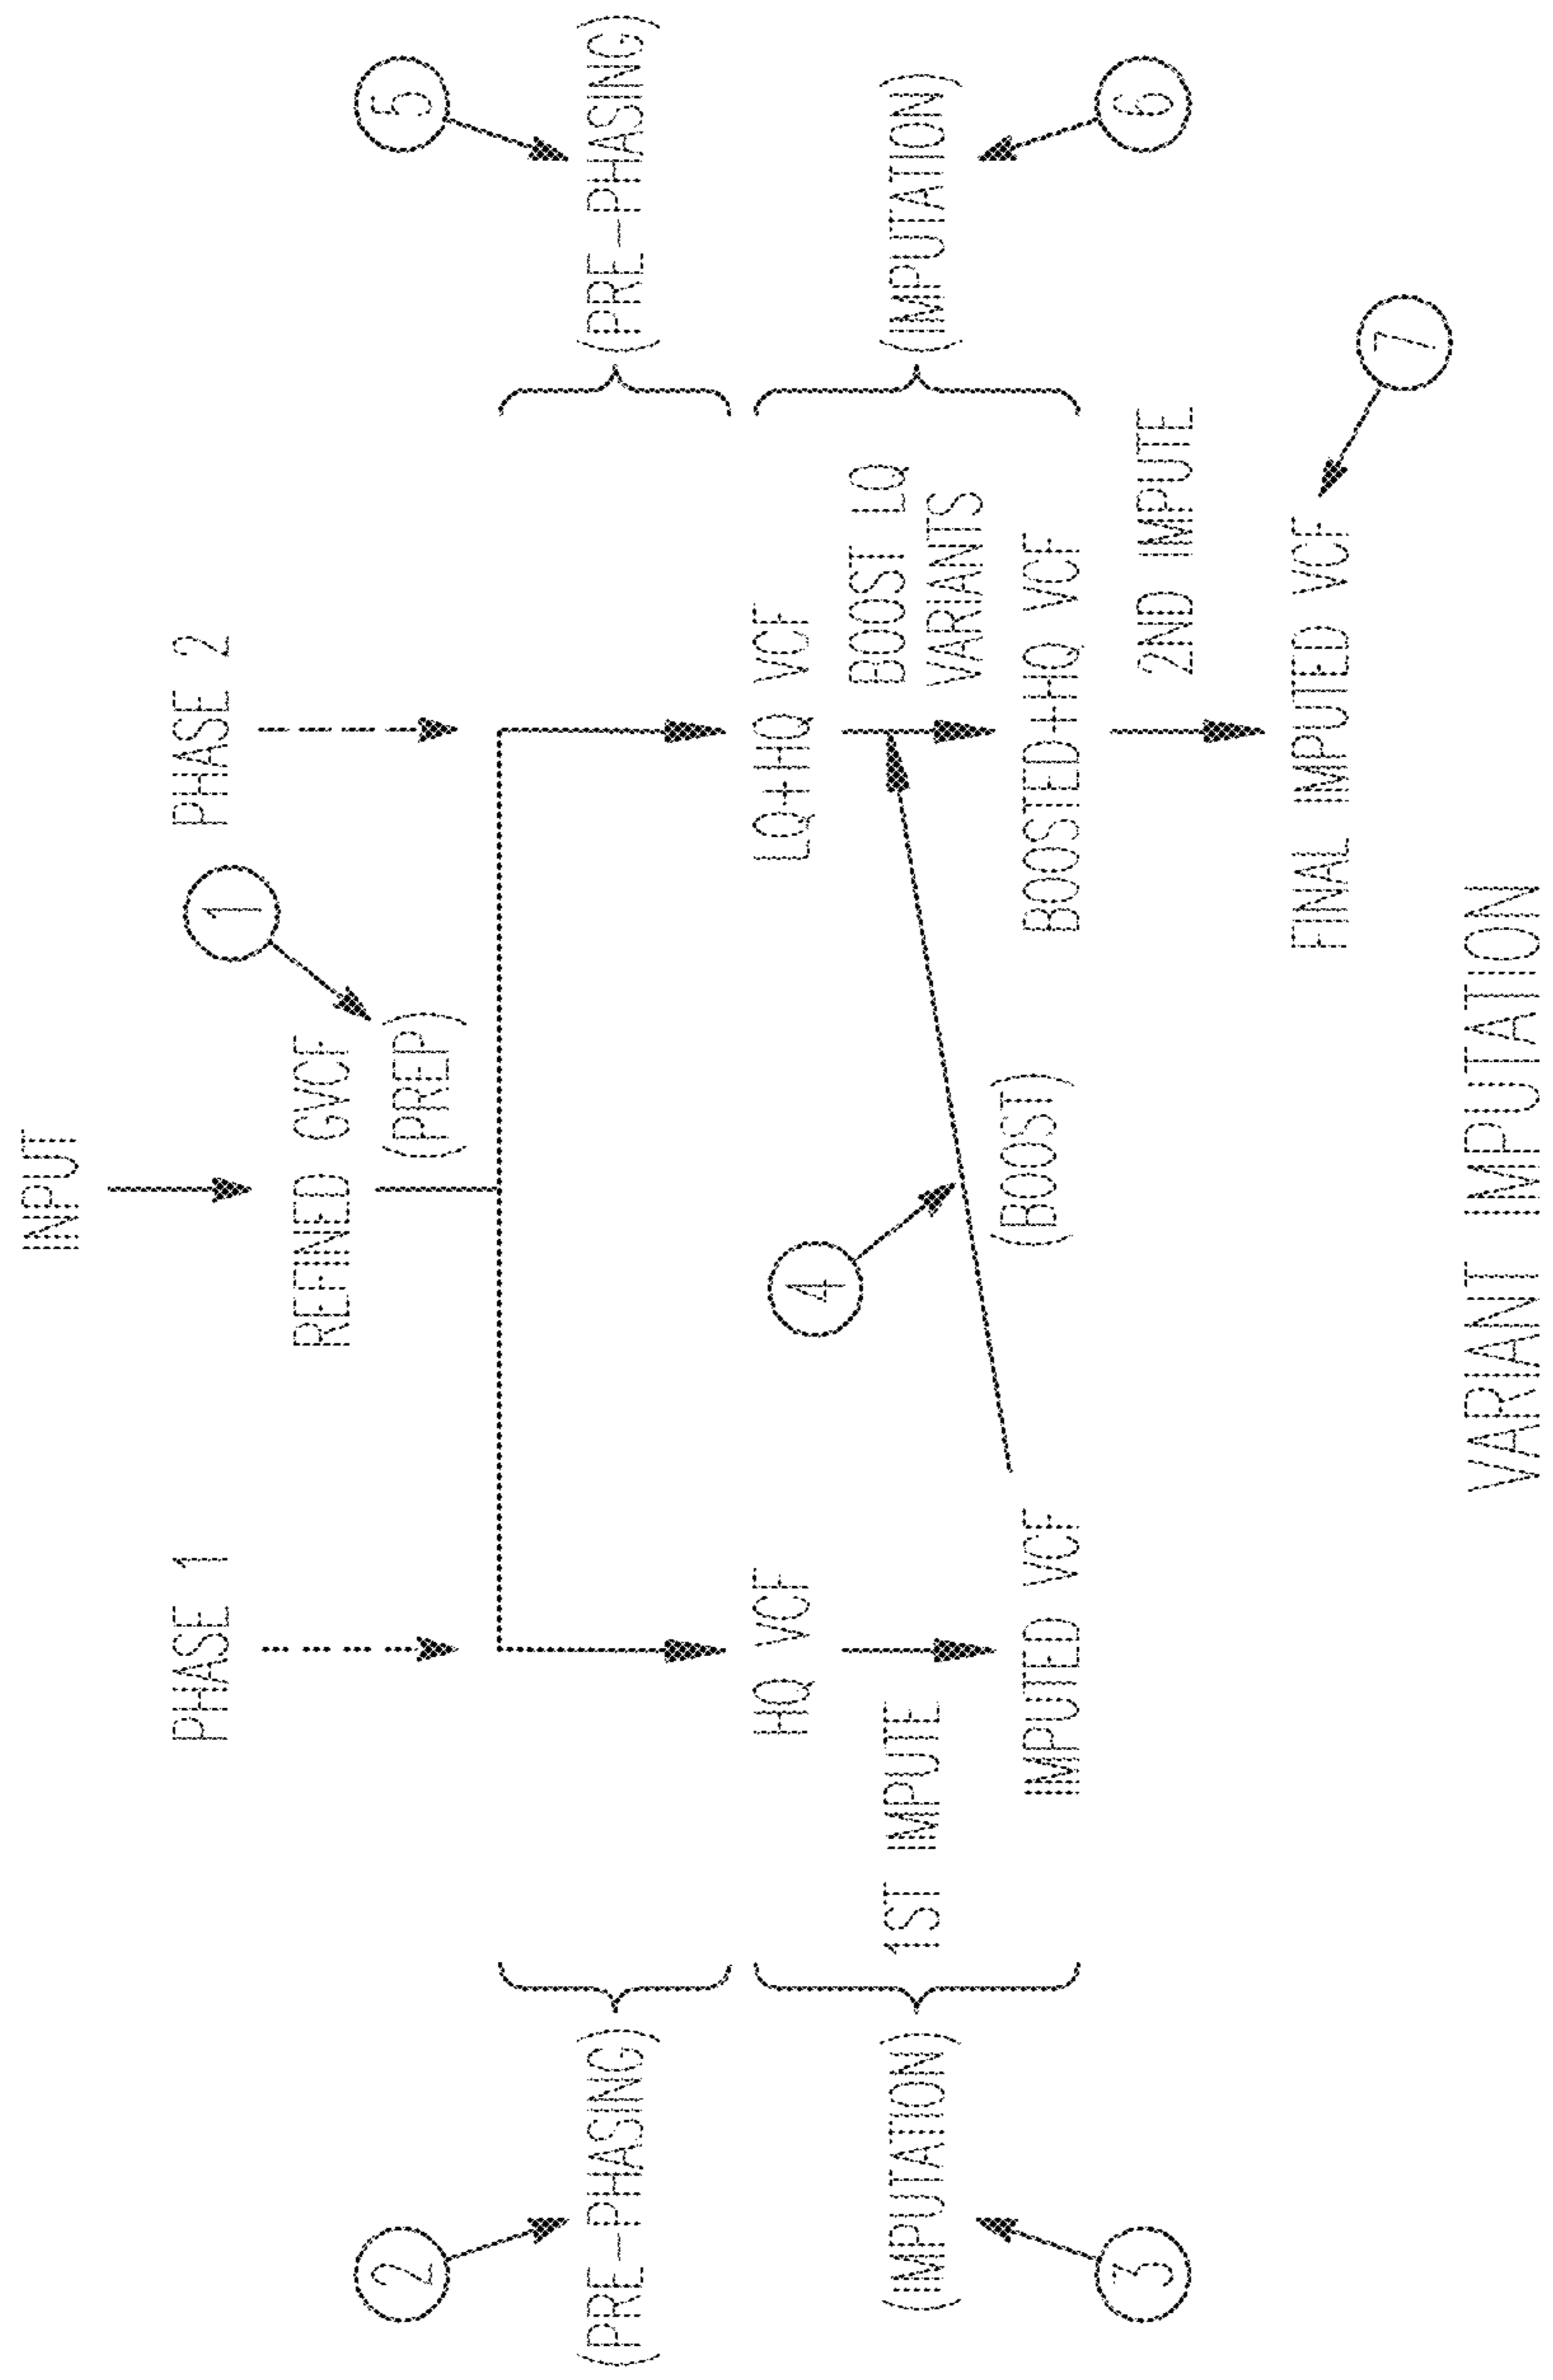 INPUT
PHASE 1
PHASE 2
1
REFINED GVCF
(PREP)
2
(PRE-PHASING)
5
(PRE-PHASING)
HQ VCF
LQ+HQ VCF
4
(IMPUTATION)
1ST IMPUTE
BOOST LQ
VARIANTS
(IMPUTATION)
3
6
IMPUTED VCF
(BOOST)
BOOSTED+HQ VCF
2ND IMPUTE
FINAL IMPUTED VCF
7
VARIANT IMPUTATION